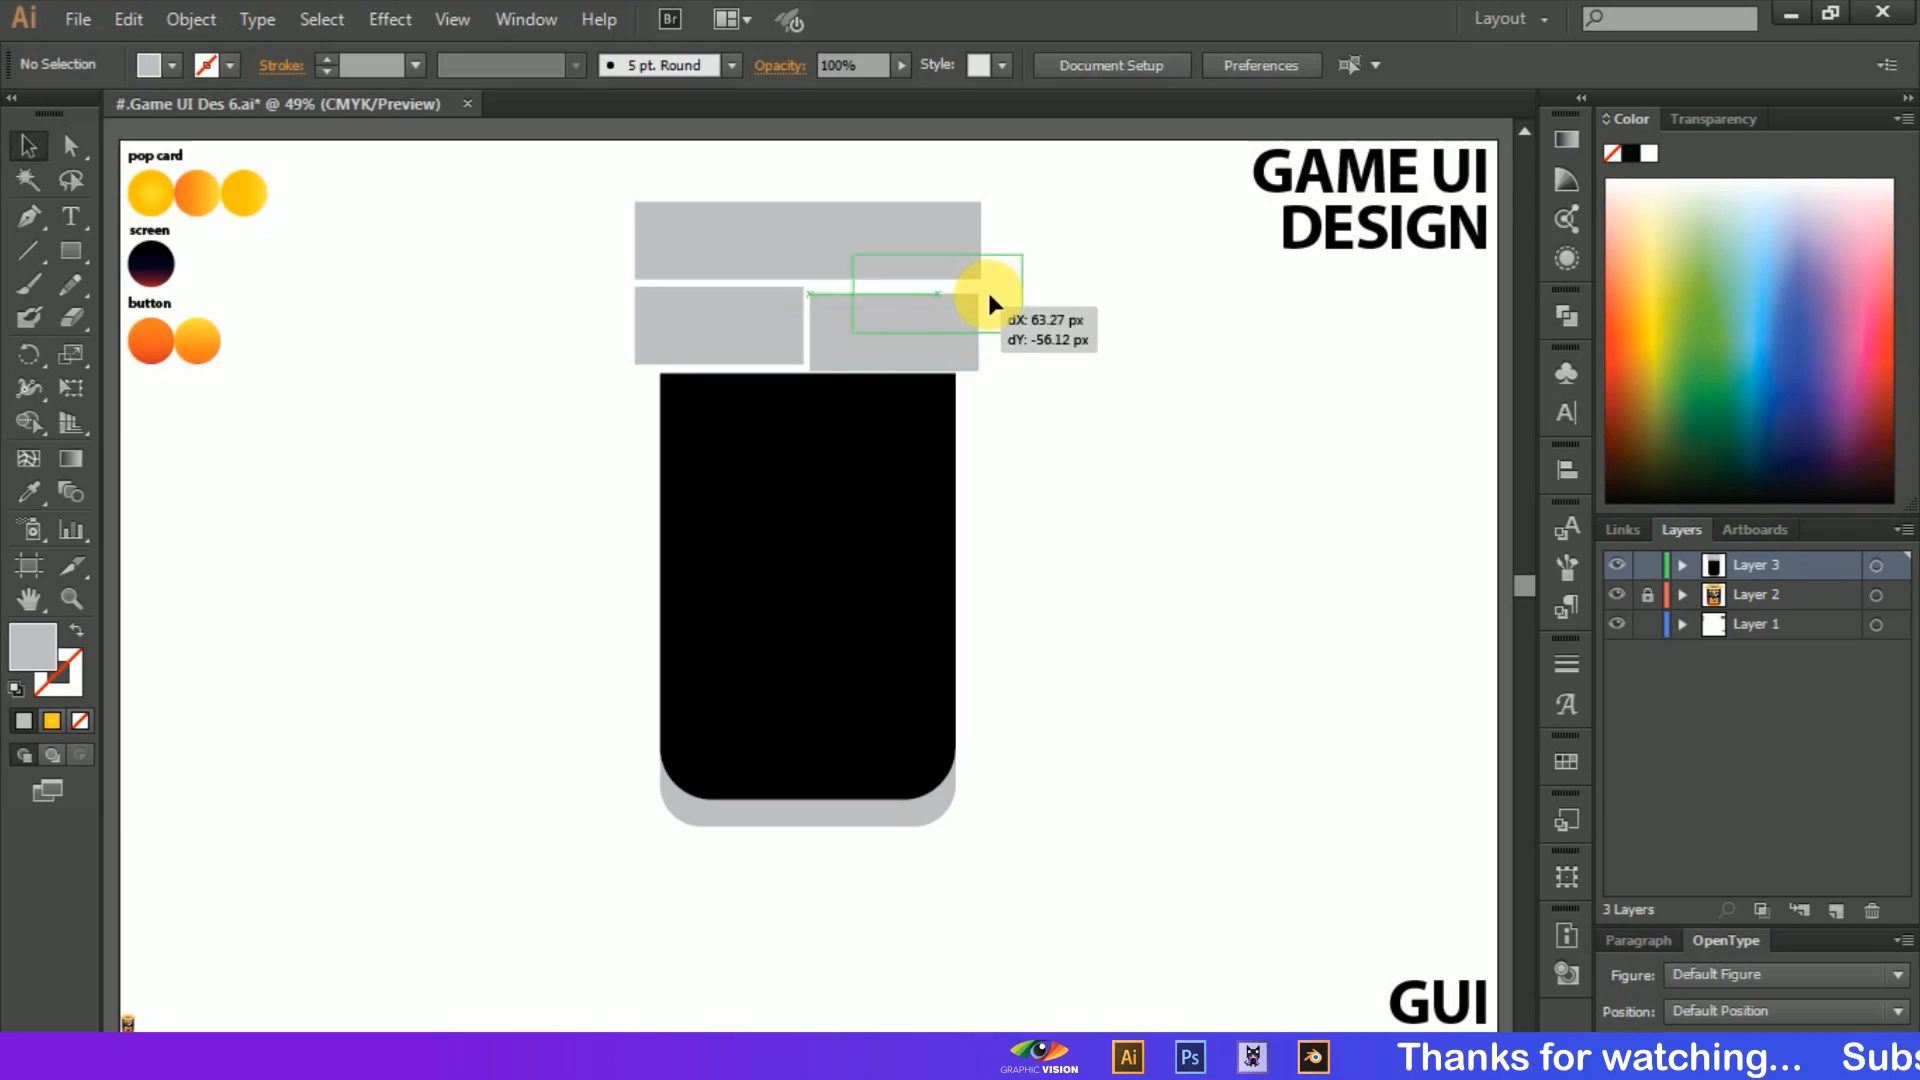 Ai File Edit Object Type Select Effect View Window Help Br Layout
No Selection Stroke: 5 pt. Round Opacity: 100% Style: Document Setup Preferences
#.Game UI Des 6.ai* @ 49% (CMYK/Preview)
Color Transparency
pop card
screen
button
GAME UI
DESIGN
dX: 63.27 px
dY: -56.12 px
Links Layers Artboards
Layer 3
Layer 2
Layer 1
3 Layers
Paragraph OpenType
Figure: Default Figure
Position: Default Position
GUI
GRAPHIC VISION
Ai
Ps
Thanks for watching... Subs